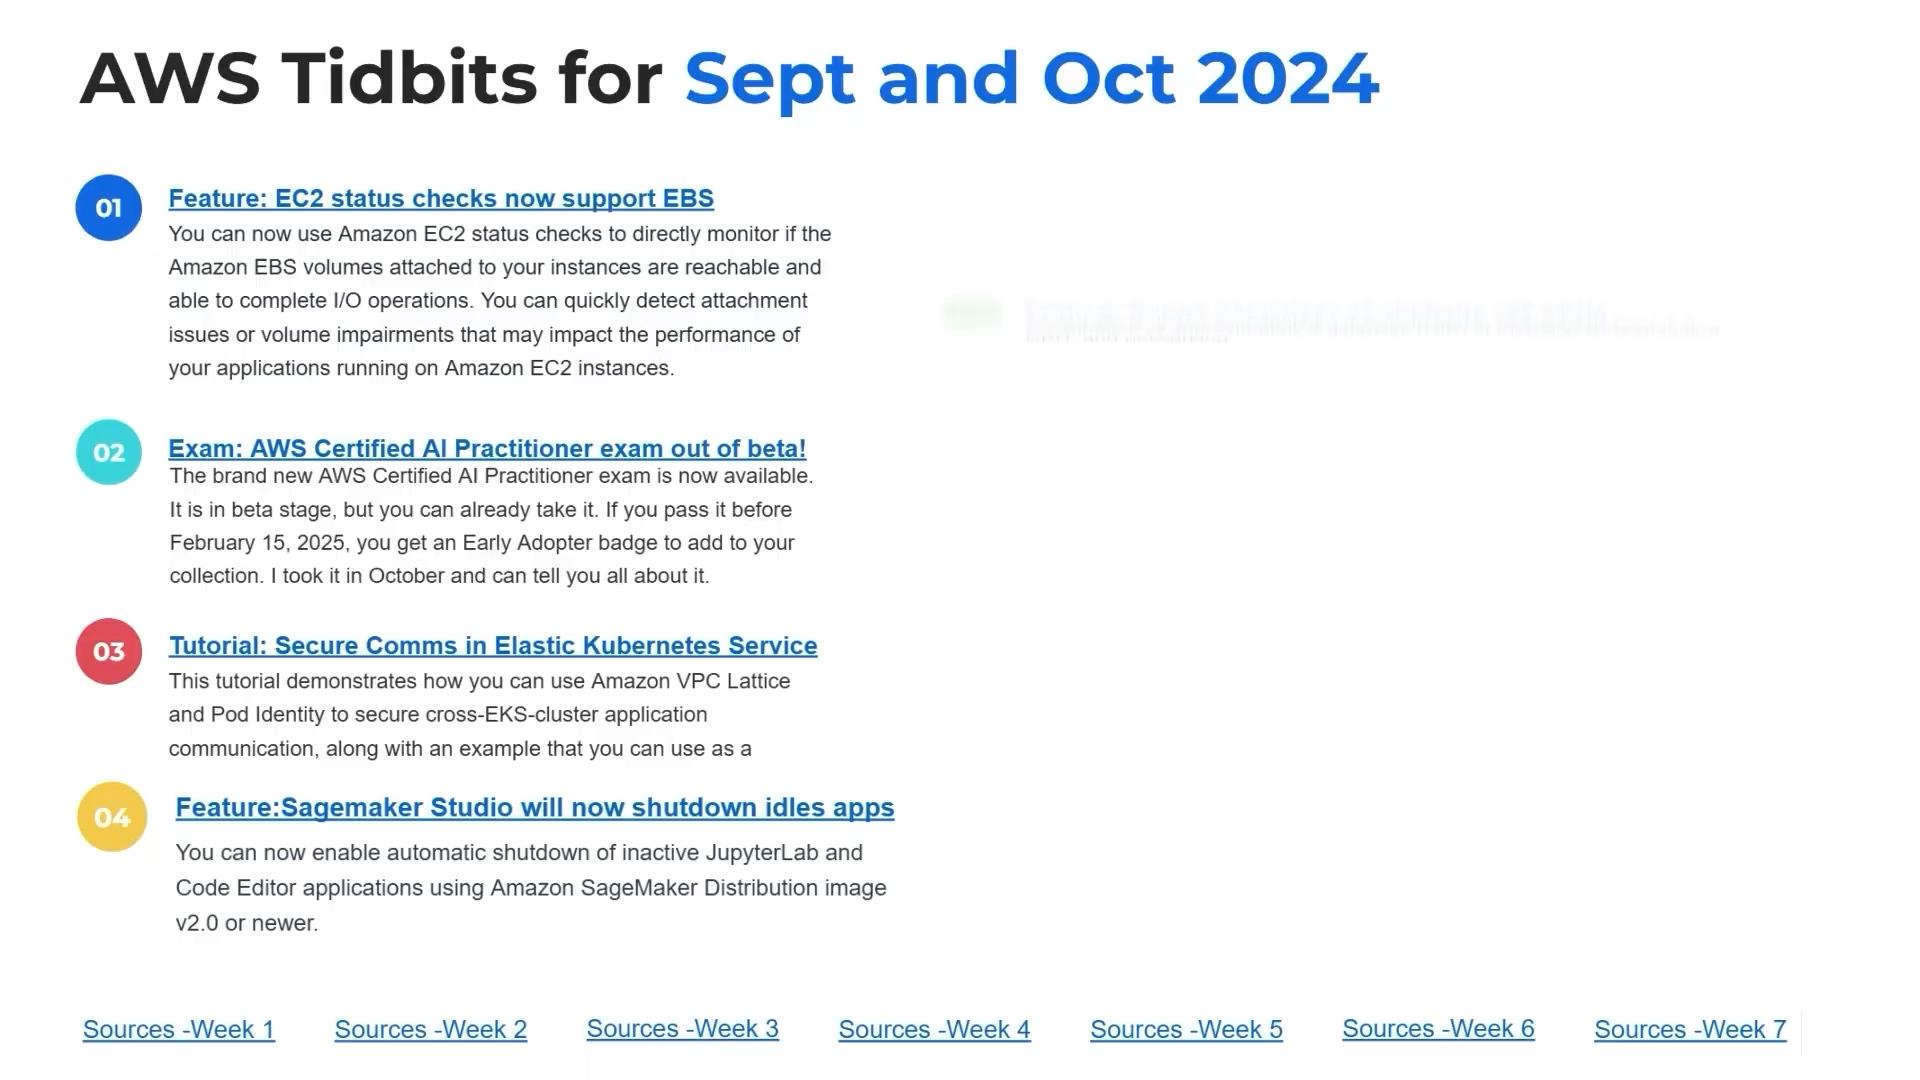 AWS Tidbits for Sept and Oct 2024
01
Feature: EC2 status checks now support EBS
You can now use Amazon EC2 status checks to directly monitor if the
Amazon EBS volumes attached to your instances are reachable and
able to complete I/O operations. You can quickly detect attachment
issues or volume impairments that may impact the performance of
your applications running on Amazon EC2 instances.
02
Exam: AWS Certified AI Practitioner exam out of beta!
The brand new AWS Certified AI Practitioner exam is now available.
It is in beta stage, but you can already take it. If you pass it before
February 15, 2025, you get an Early Adopter badge to add to your
collection. I took it in October and can tell you all about it.
03
Tutorial: Secure Comms in Elastic Kubernetes Service
This tutorial demonstrates how you can use Amazon VPC Lattice
and Pod Identity to secure cross-EKS-cluster application
communication, along with an example that you can use as a
04
Feature:Sagemaker Studio will now shutdown idles apps
You can now enable automatic shutdown of inactive JupyterLab and
Code Editor applications using Amazon SageMaker Distribution image
v2.0 or newer.
Sources -Week 1
Sources -Week 2
Sources -Week 3
Sources -Week 4
Sources -Week 5
Sources -Week 6
Sources -Week 7